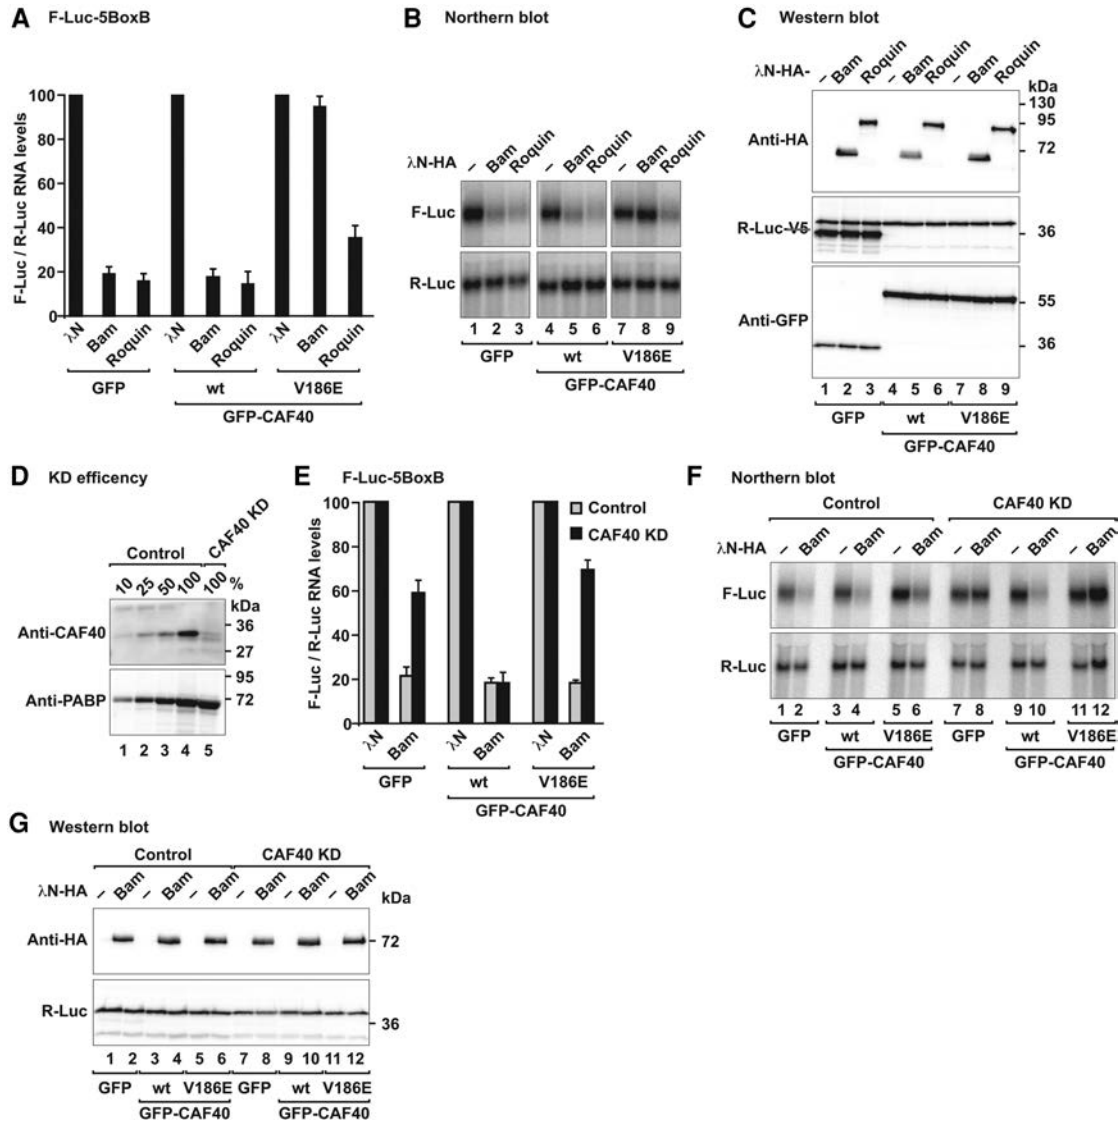 A F-Luc-5BoxB
F-Luc / R-Luc RNA levels
100
80
60
40
20
0
λN Bam Roquin λN Bam Roquin λN Bam Roquin
GFP wt V186E
GFP-CAF40
B Northern blot
λN-HA – Bam Roquin – Bam Roquin – Bam Roquin
F-Luc
R-Luc
1 2 3 4 5 6 7 8 9
GFP wt V186E
GFP-CAF40
C Western blot
λN-HA- – Bam Roquin – Bam Roquin – Bam Roquin
kDa
130
95
Anti-HA
72
R-Luc-V5
36
Anti-GFP
55
36
1 2 3 4 5 6 7 8 9
GFP wt V186E
GFP-CAF40
D KD efficency
Control CAF40 KD
10 25 50 100 100 %
kDa
Anti-CAF40
36
27
Anti-PABP
95
72
1 2 3 4 5
E F-Luc-5BoxB
F-Luc / R-Luc RNA levels
100
80
60
40
20
0
Control
CAF40 KD
λN Bam λN Bam λN Bam
GFP wt V186E
GFP-CAF40
F Northern blot
Control CAF40 KD
λN-HA – Bam – Bam – Bam – Bam – Bam – Bam
F-Luc
R-Luc
1 2 3 4 5 6 7 8 9 10 11 12
GFP wt V186E GFP wt V186E
GFP-CAF40 GFP-CAF40
G Western blot
Control CAF40 KD
λN-HA – Bam – Bam – Bam – Bam – Bam – Bam
kDa
Anti-HA
72
R-Luc
36
1 2 3 4 5 6 7 8 9 10 11 12
GFP wt V186E GFP wt V186E
GFP-CAF40 GFP-CAF40